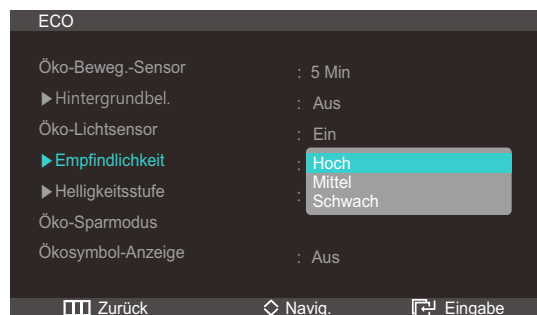 ECO
Öko-Beweg.-Sensor : 5 Min
▶Hintergrundbel. : Aus
Öko-Lichtsensor : Ein
▶Empfindlichkeit : Hoch
Mittel
▶Helligkeitsstufe : Schwach
Öko-Sparmodus
Ökosymbol-Anzeige : Aus
Zurück Navig. Eingabe